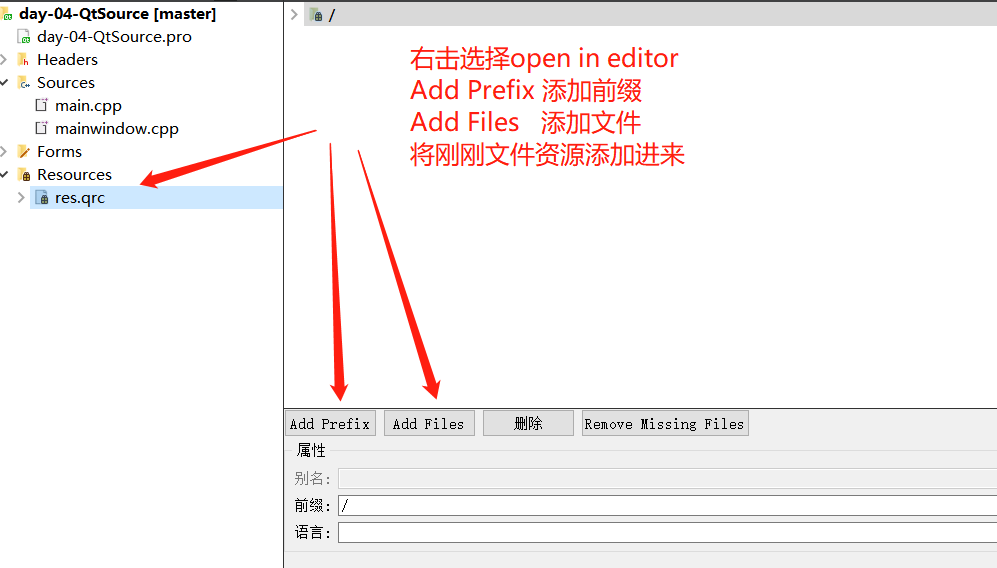 day-04-QtSource [master]
day-04-QtSource.pro
Headers
Sources
main.cpp
mainwindow.cpp
Forms
Resources
res.qrc
/
右击选择open in editor
Add Prefix 添加前缀
Add Files 添加文件
将刚刚文件资源添加进来
Add Prefix Add Files 删除 Remove Missing Files
属性
别名:
前缀: /
语言: